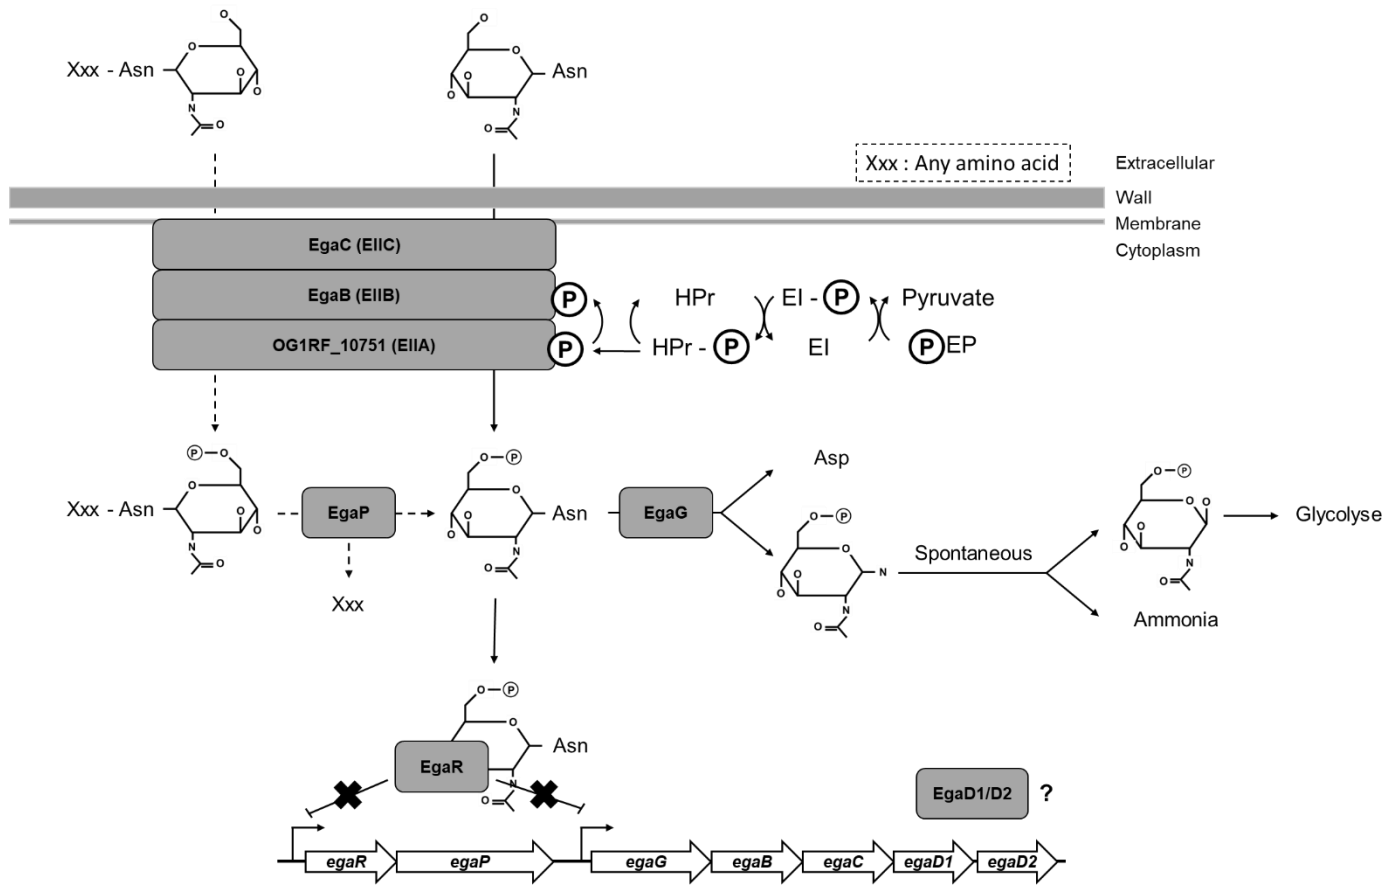 O
O
Xxx - Asn
O
O
O
N
O
O
O
O
O
Asn
N
O
Xxx : Any amino acid
Extracellular
Wall
Membrane
Cytoplasm
EgaC (EIIC)
EgaB (EIIB)
P
HPr
EI - P
Pyruvate
OG1RF_10751 (EIIA)
P
HPr - P
EI
PEP
P-O
O
Xxx - Asn
O
O
N
O
EgaP
Xxx
O-P
O
O
O
Asn
N
O
EgaG
Asp
O-P
O
O
O
N
N
O
Spontaneous
O-P
O
O
O
O
N
O
Glycolyse
Ammonia
O-P
O
Asn
EgaR
N
O
EgaD1/D2
?
egaR
egaP
egaG
egaB
egaC
egaD1
egaD2